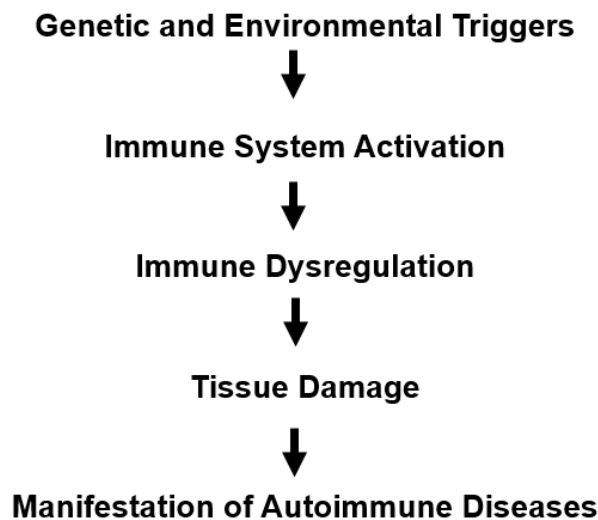 Genetic and Environmental Triggers
Immune System Activation
Immune Dysregulation
Tissue Damage
Manifestation of Autoimmune Diseases